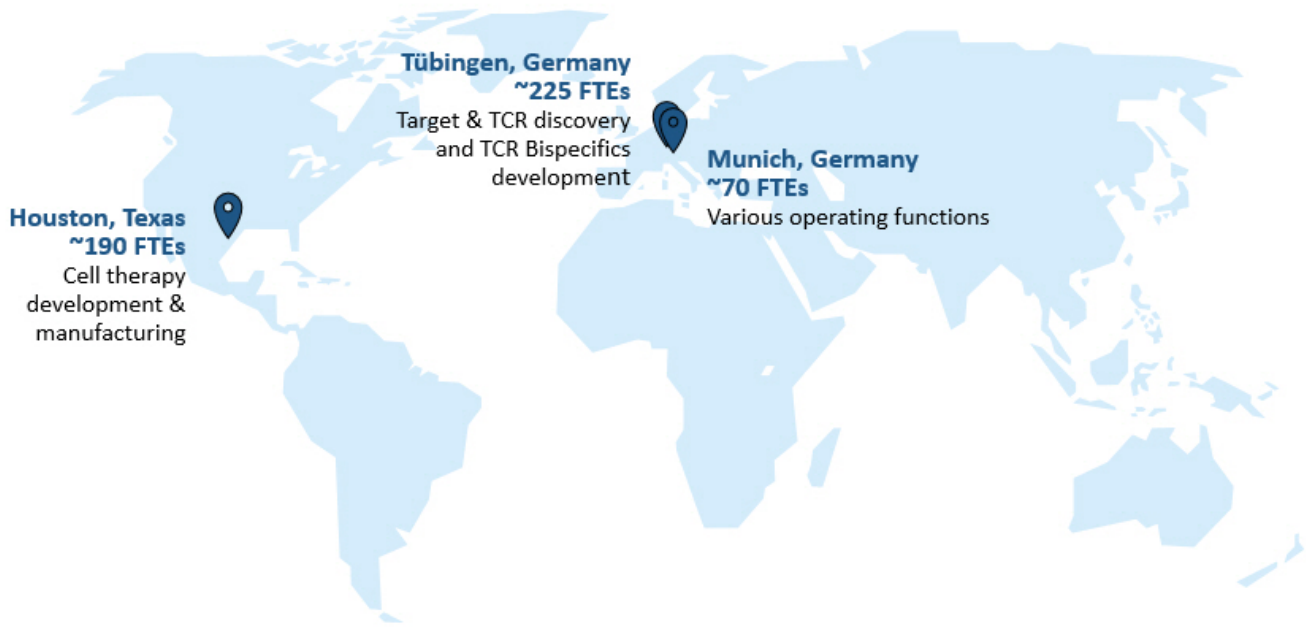 Tübingen, Germany
~225 FTEs
Target & TCR discovery
and TCR Bispecifics
development
Munich, Germany
~70 FTEs
Various operating functions
Houston, Texas
~190 FTEs
Cell therapy
development &
manufacturing